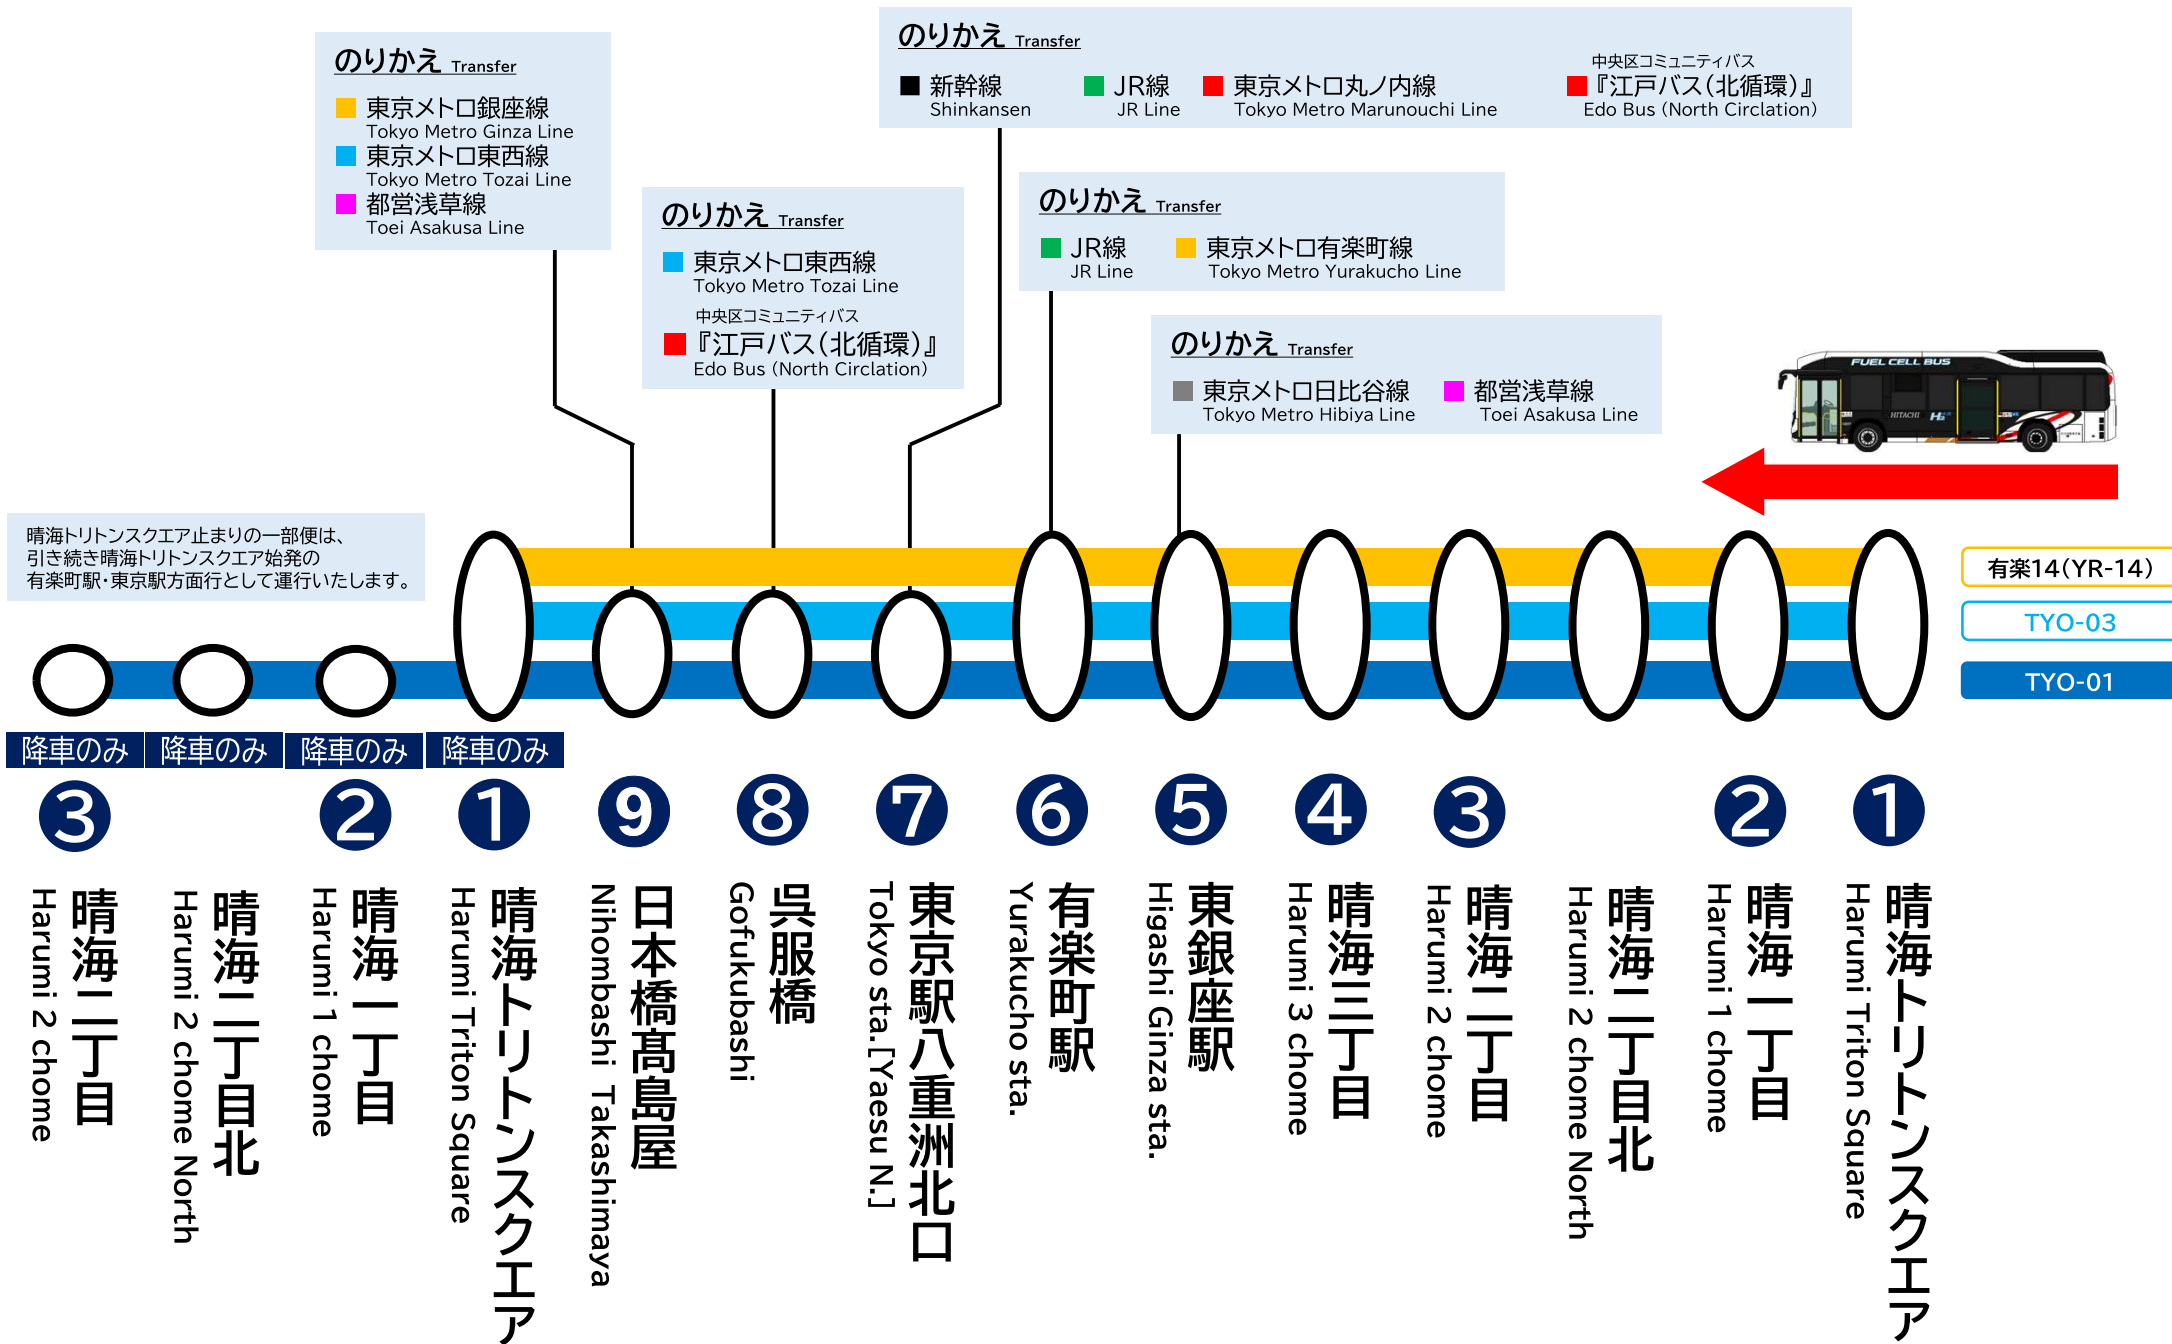 のりかえ Transfer
東京メトロ銀座線
Tokyo Metro Ginza Line
東京メトロ東西線
Tokyo Metro Tozai Line
都営浅草線
Toei Asakusa Line
のりかえ Transfer
東京メトロ東西線
Tokyo Metro Tozai Line
中央区コミュニティバス
『江戸バス(北循環)』
Edo Bus (North Circlation)
のりかえ Transfer
新幹線
Shinkansen
JR線
JR Line
東京メトロ丸ノ内線
Tokyo Metro Marunouchi Line
中央区コミュニティバス
『江戸バス(北循環)』
Edo Bus (North Circlation)
のりかえ Transfer
JR線
JR Line
東京メトロ有楽町線
Tokyo Metro Yurakucho Line
のりかえ Transfer
東京メトロ日比谷線
Tokyo Metro Hibiya Line
都営浅草線
Toei Asakusa Line
FUEL CELL BUS
HITACHI
H2
晴海トリトンスクエア止まりの一部便は、
引き続き晴海トリトンスクエア始発の
有楽町駅・東京駅方面行として運行いたします。
有楽14(YR-14)
TYO-03
TYO-01
降車のみ
降車のみ
降車のみ
降車のみ
3
2
1
9
8
7
6
5
4
3
2
1
晴海二丁目
Harumi 2 chome
晴海二丁目北
Harumi 2 chome North
晴海一丁目
Harumi 1 chome
晴海トリトンスクエア
Harumi Triton Square
日本橋髙島屋
Nihombashi Takashimaya
呉服橋
Gofukubashi
東京駅八重洲北口
Tokyo sta.[Yaesu N.]
有楽町駅
Yurakucho sta.
東銀座駅
Higashi Ginza sta.
晴海三丁目
Harumi 3 chome
晴海二丁目
Harumi 2 chome
晴海二丁目北
Harumi 2 chome North
晴海一丁目
Harumi 1 chome
晴海トリトンスクエア
Harumi Triton Square